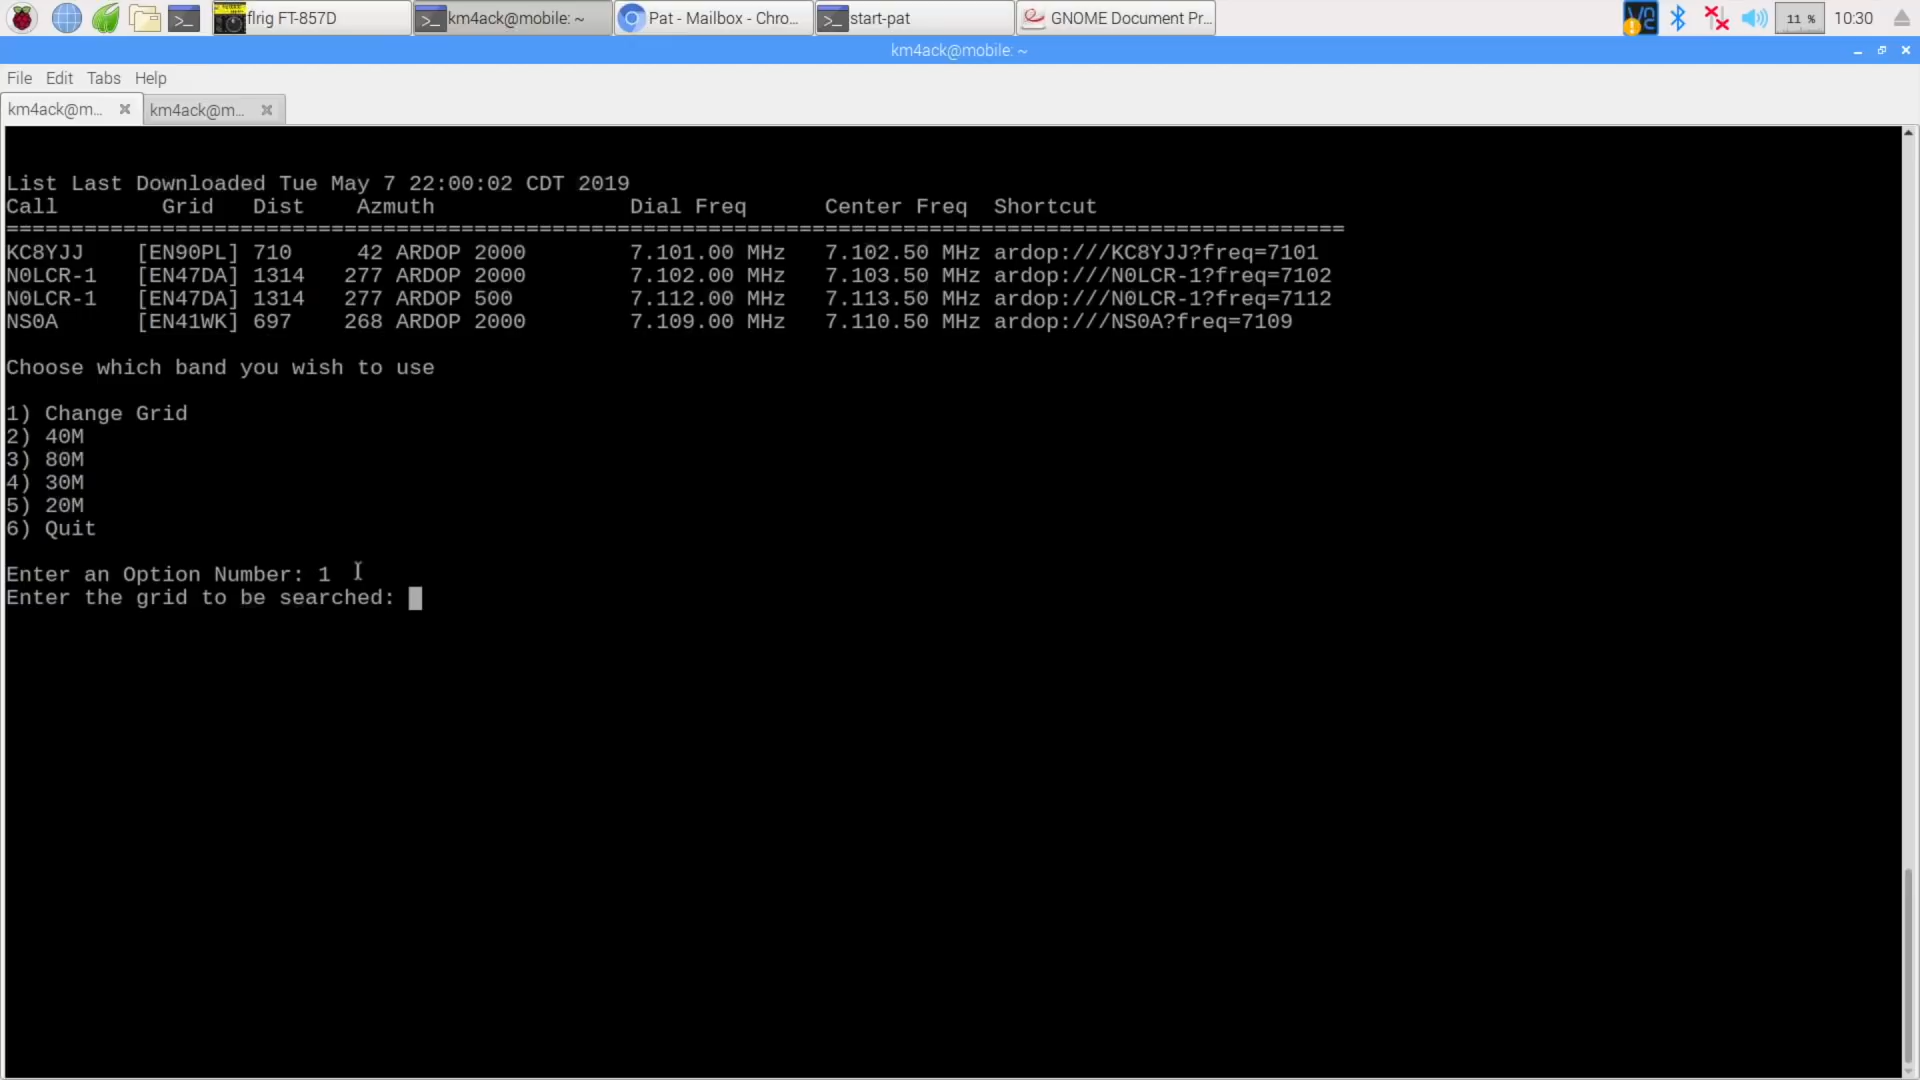 flrig FT-857D
km4ack@mobile: ~
Pat - Mailbox - Chro...
start-pat
GNOME Document Pr...
11 %
10:30
km4ack@mobile: ~
File Edit Tabs Help
km4ack@m...
km4ack@m...
List Last Downloaded Tue May 7 22:00:02 CDT 2019
Call Grid Dist Azmuth Dial Freq Center Freq Shortcut
=======================================================================================================
KC8YJJ [EN90PL] 710 42 ARDOP 2000 7.101.00 MHz 7.102.50 MHz ardop:///KC8YJJ?freq=7101
N0LCR-1 [EN47DA] 1314 277 ARDOP 2000 7.102.00 MHz 7.103.50 MHz ardop:///N0LCR-1?freq=7102
N0LCR-1 [EN47DA] 1314 277 ARDOP 500 7.112.00 MHz 7.113.50 MHz ardop:///N0LCR-1?freq=7112
NS0A [EN41WK] 697 268 ARDOP 2000 7.109.00 MHz 7.110.50 MHz ardop:///NS0A?freq=7109
Choose which band you wish to use
1) Change Grid
2) 40M
3) 80M
4) 30M
5) 20M
6) Quit
Enter an Option Number: 1
Enter the grid to be searched: